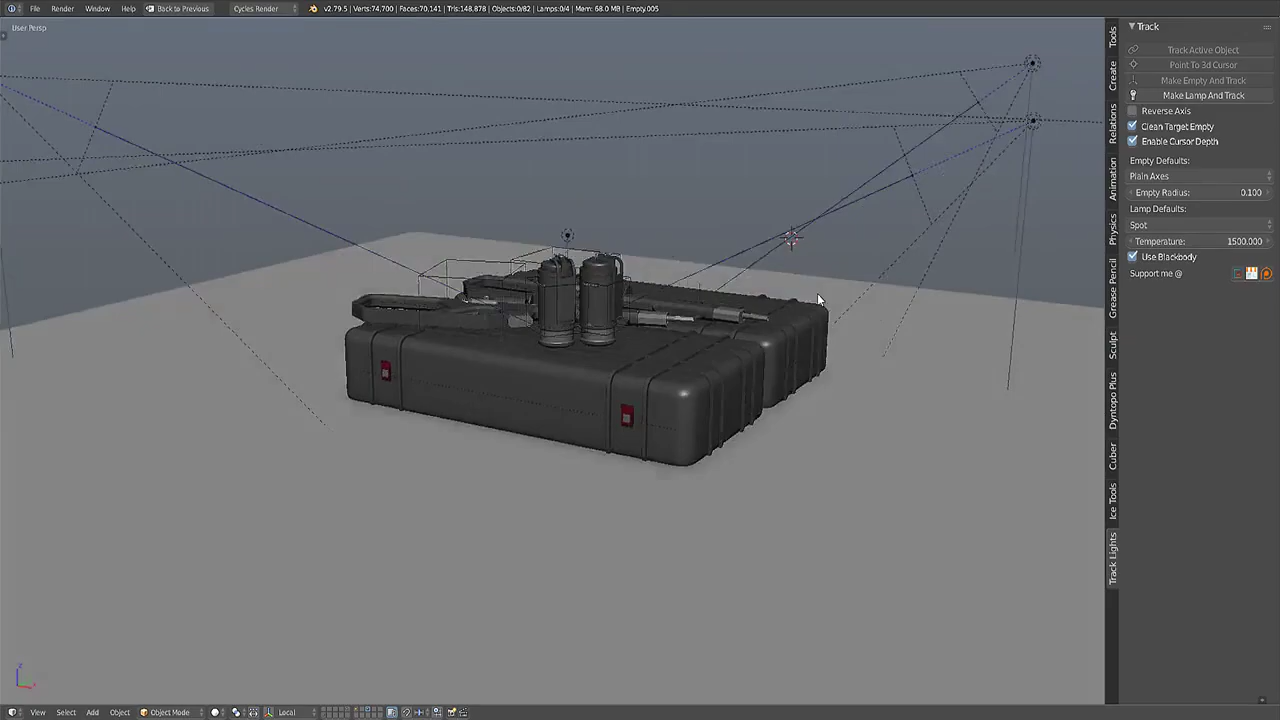 File Render Window Help Back to Previous Cycles Render v2.79.5 | Verts:74,700 | Faces:70,141 | Tris:148,878 | Objects:0/82 | Lamps:0/4 | Mem: 68.0 MB | Empty.005
User Persp
Track
Track Active Object
Point To 3d Cursor
Make Empty And Track
Make Lamp And Track
Reverse Axis
Clean Target Empty
Enable Cursor Depth
Empty Defaults:
Plain Axes
Empty Radius: 0.100
Lamp Defaults:
Spot
Temperature: 1500.000
Use Blackbody
Support me @
Tools
Create
Relations
Animation
Physics
Grease Pencil
Sculpt
Dyntopo Plus
Cuber
Ice Tools
Track Lights
z
View Select Add Object Object Mode Local